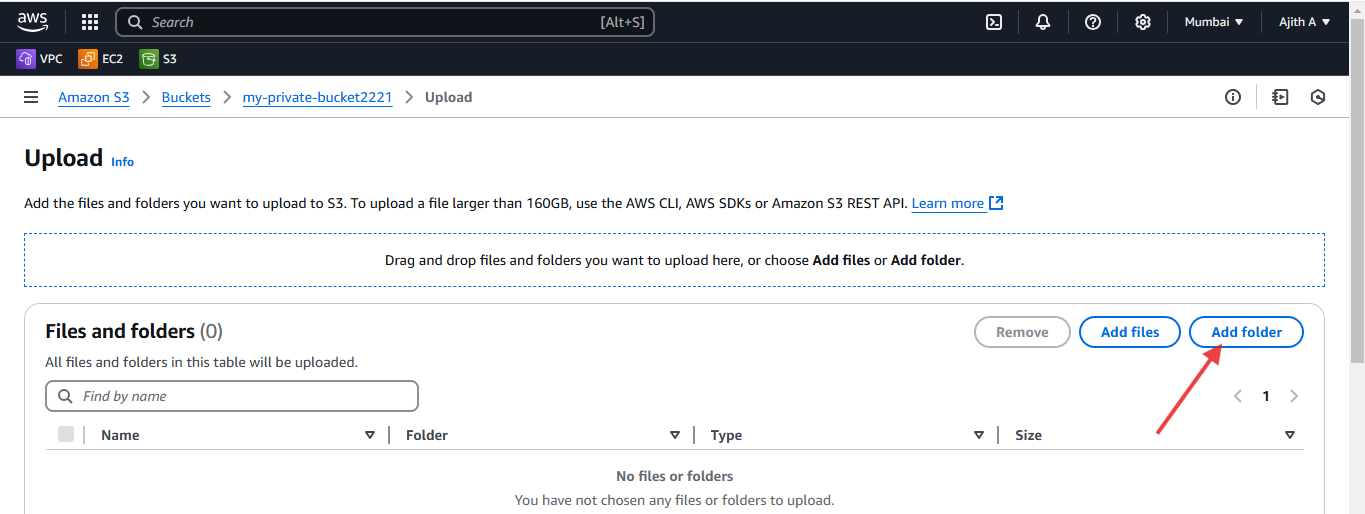 aws Search [Alt+S] Mumbai Ajith A
VPC EC2 S3
Amazon S3 Buckets my-private-bucket2221 Upload
Upload Info
Add the files and folders you want to upload to S3. To upload a file larger than 160GB, use the AWS CLI, AWS SDKs or Amazon S3 REST API. Learn more
Drag and drop files and folders you want to upload here, or choose Add files or Add folder.
Files and folders (0) Remove Add files Add folder
All files and folders in this table will be uploaded.
Find by name 1
Name Folder Type Size
No files or folders
You have not chosen any files or folders to upload.